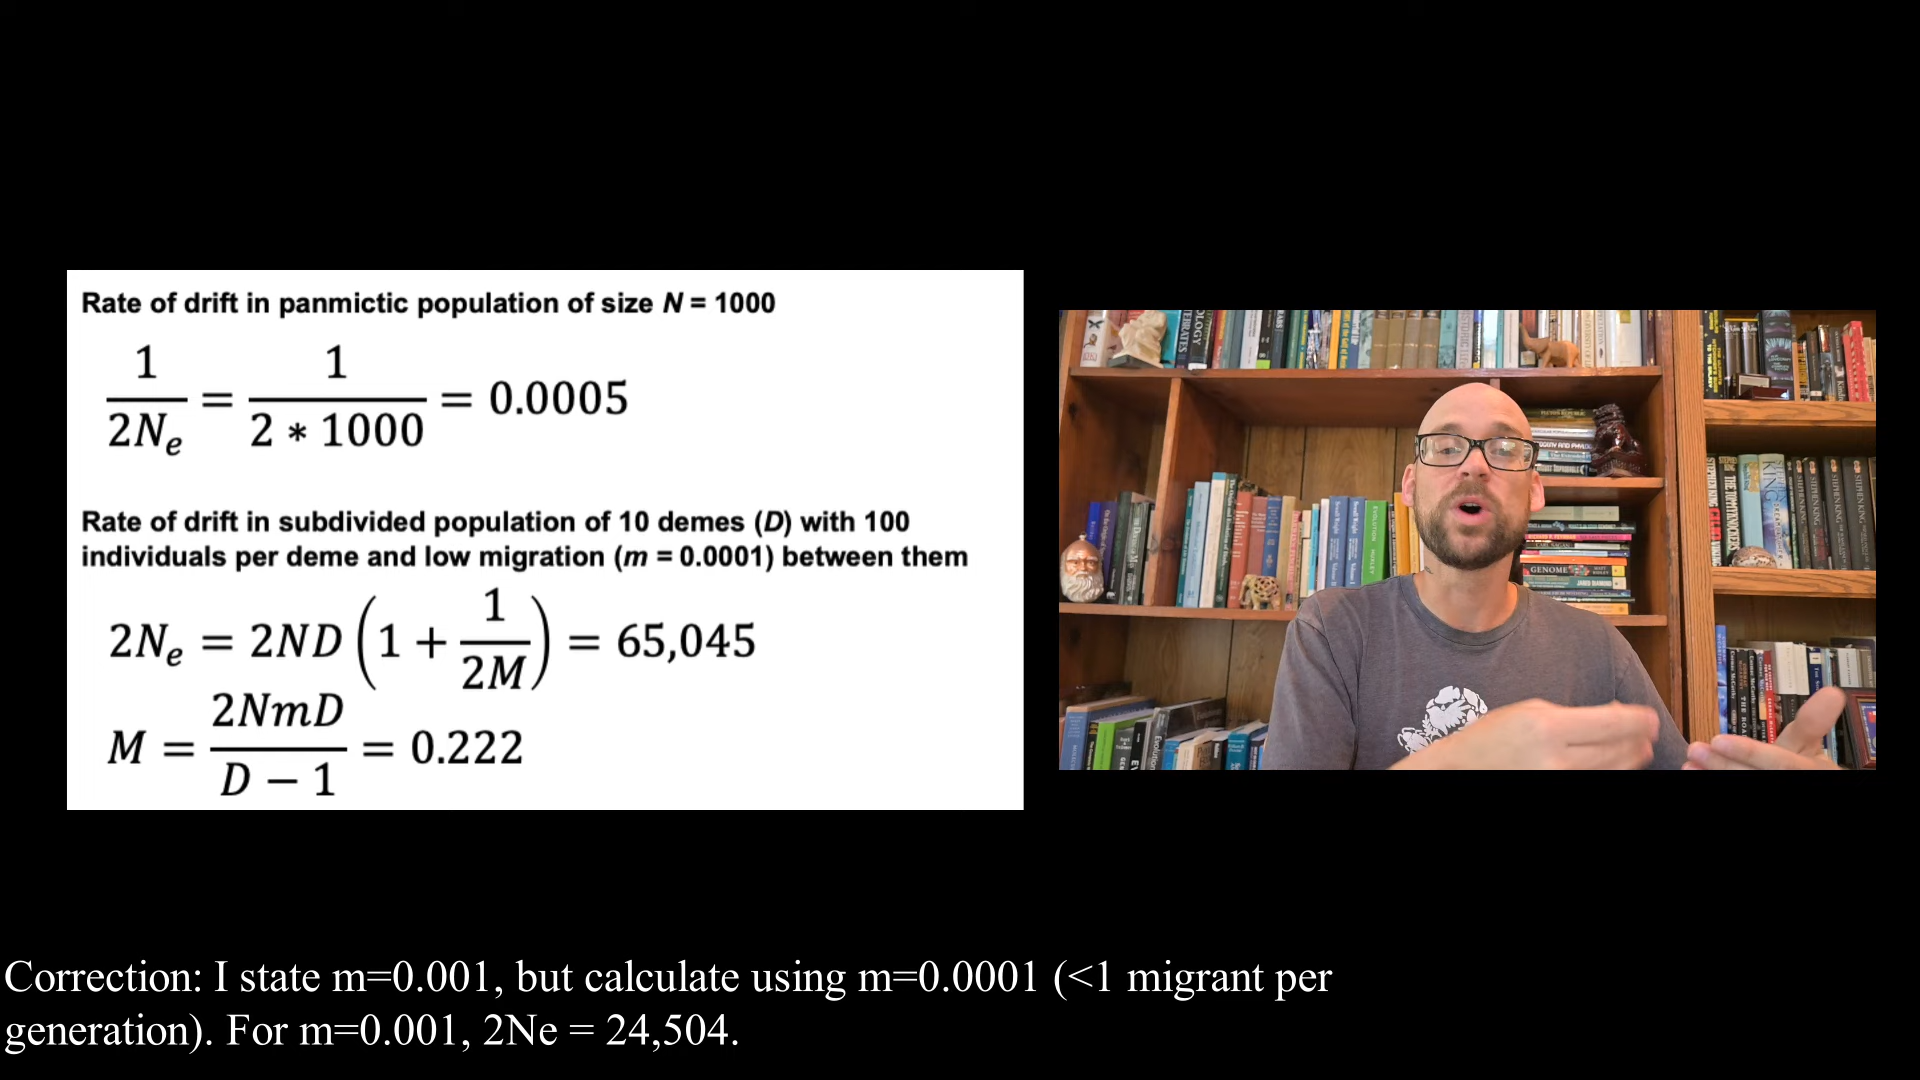 Rate of drift in panmictic population of size N = 1000
1/2Nₑ = 1/2 * 1000 = 0.0005
Rate of drift in subdivided population of 10 demes (D) with 100
individuals per deme and low migration (m = 0.0001) between them
2Nₑ = 2ND(1 + 1/2M) = 65,045
M = 2NmD/D − 1 = 0.222
GENOME
Correction: I state m=0.001, but calculate using m=0.0001 (<1 migrant per
generation). For m=0.001, 2Ne = 24,504.